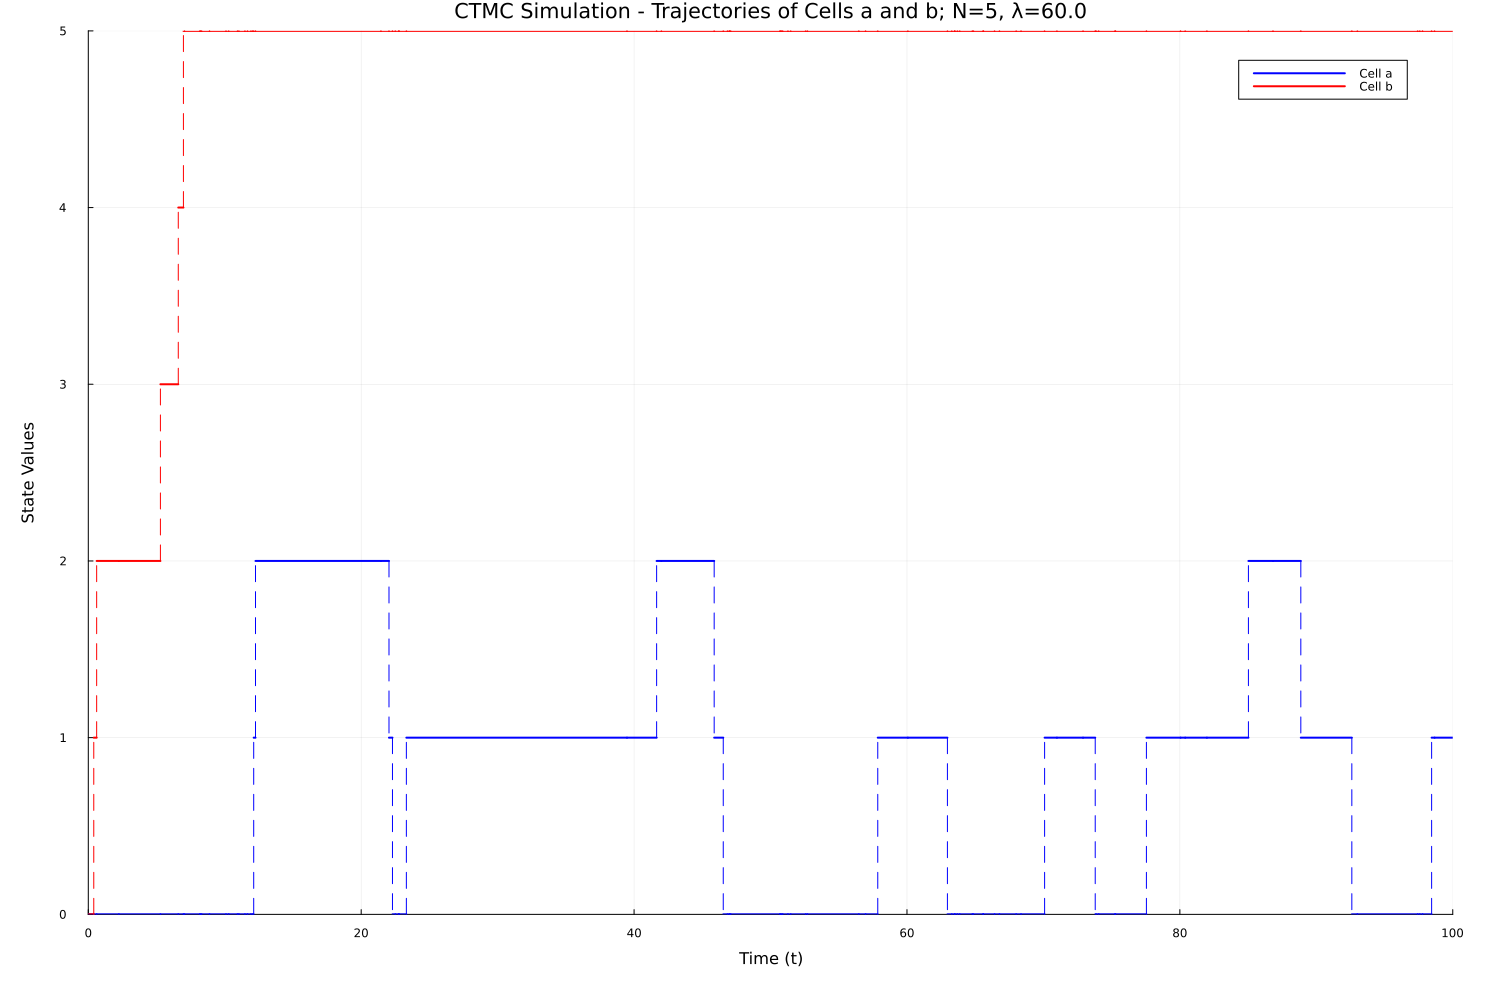 CTMC Simulation - Trajectories of Cells a and b; N=5, λ=60.0
5
Cell a
Cell b
4
3
State Values
2
1
0
0 20 40 60 80 100
Time (t)